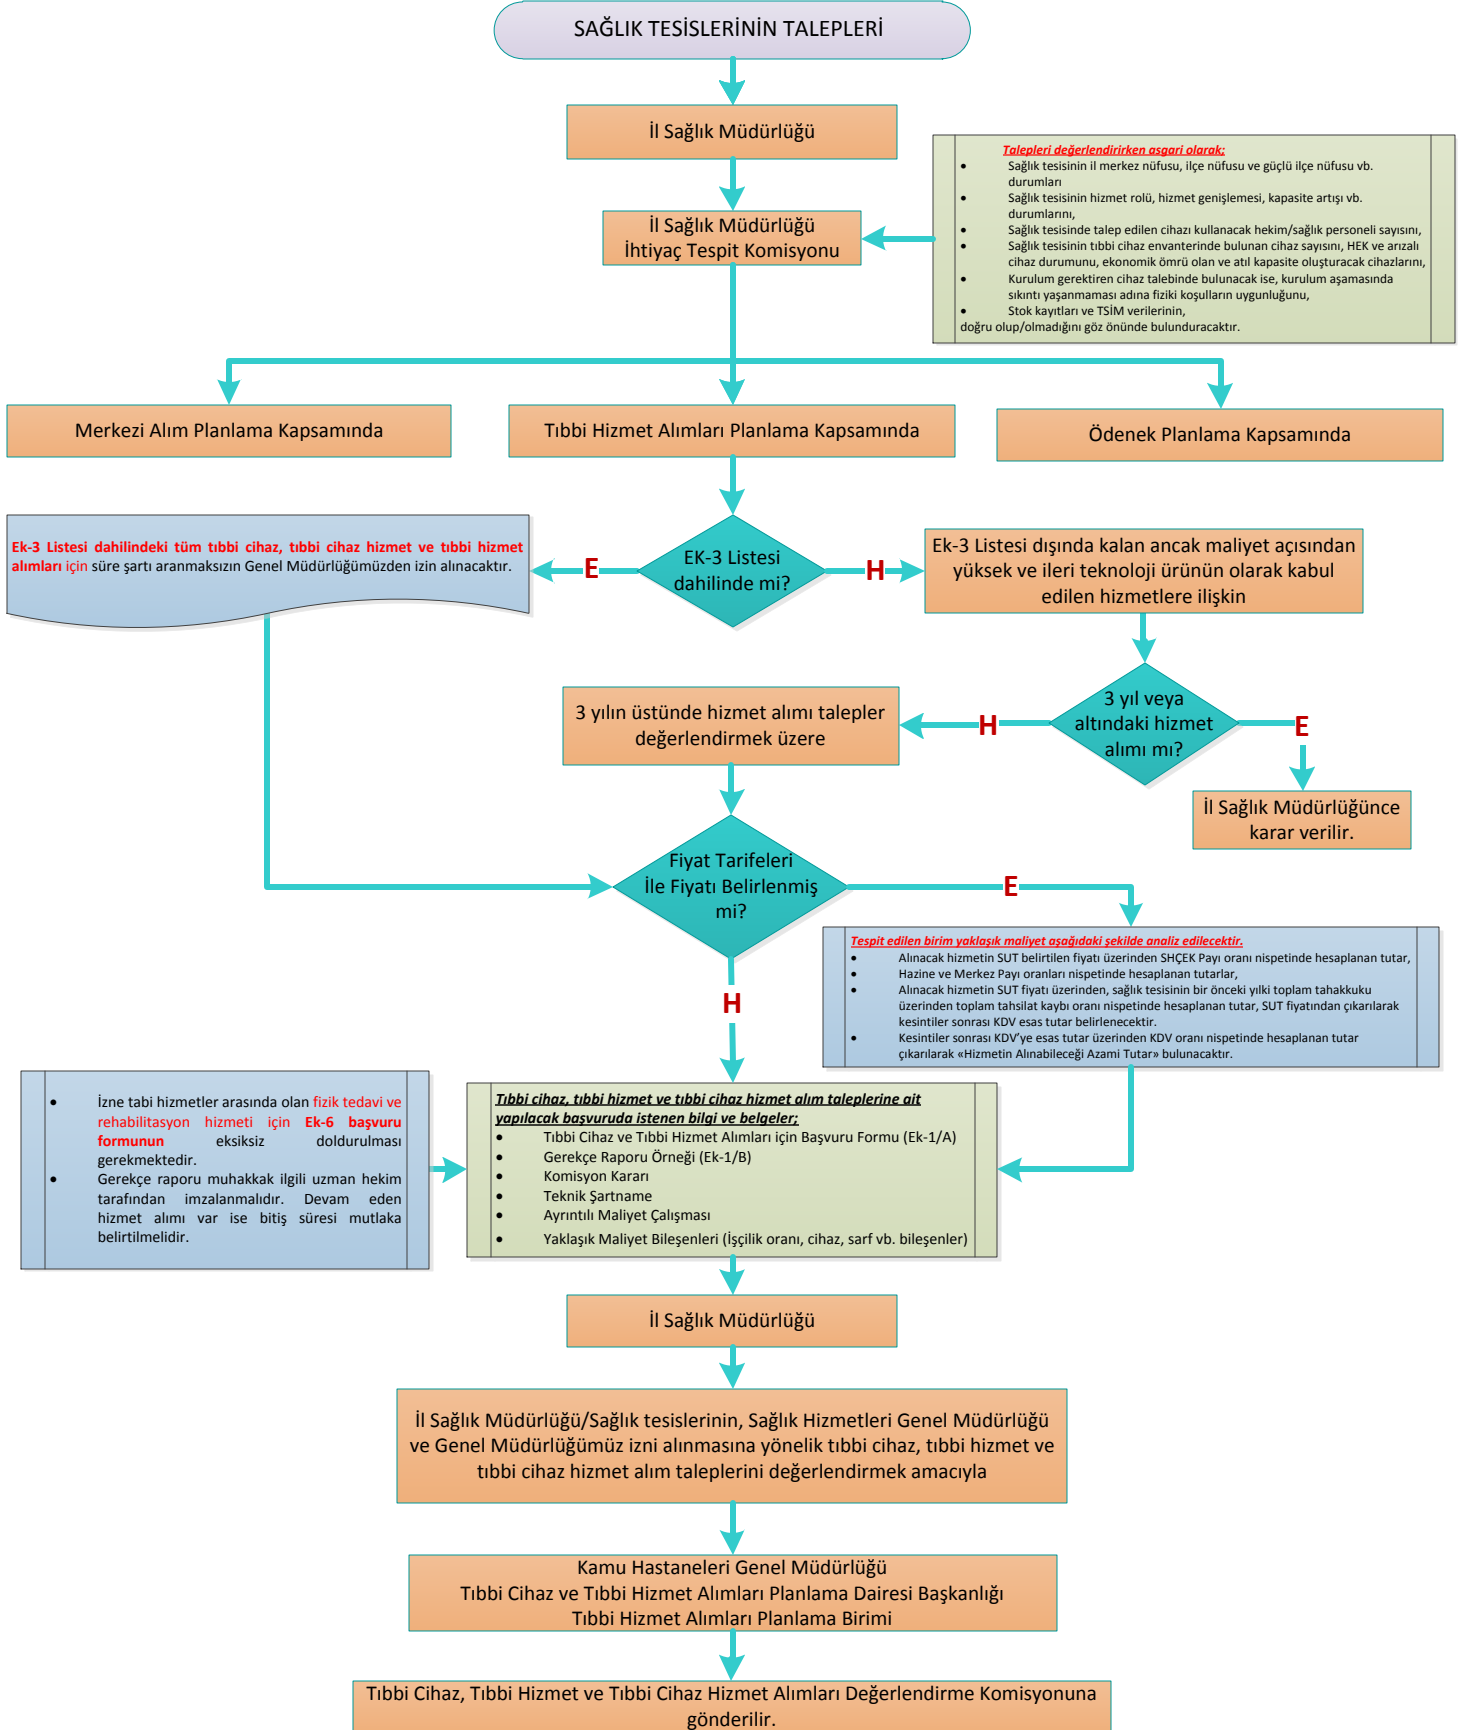 SAĞLIK TESİSLERİNİN TALEPLERİ
İl Sağlık Müdürlüğü
Talepleri değerlendirirken asgari olarak;
• Sağlık tesisinin il merkez nüfusu, ilçe nüfusu ve güçlü ilçe nüfusu vb.
durumları
• Sağlık tesisinin hizmet rolü, hizmet genişlemesi, kapasite artışı vb.
durumlarını,
• Sağlık tesisinde talep edilen cihazı kullanacak hekim/sağlık personeli sayısını,
• Sağlık tesisinin tıbbi cihaz envanterinde bulunan cihaz sayısını, HEK ve arızalı
cihaz durumunu, ekonomik ömrü olan ve atıl kapasite oluşturacak cihazlarını,
• Kurulum gerektiren cihaz talebinde bulunacak ise, kurulum aşamasında
sıkıntı yaşanmaması adına fiziki koşulların uygunluğunu,
• Stok kayıtları ve TSİM verilerinin,
doğru olup/olmadığını göz önünde bulunduracaktır.
İl Sağlık Müdürlüğü
İhtiyaç Tespit Komisyonu
Merkezi Alım Planlama Kapsamında
Tıbbi Hizmet Alımları Planlama Kapsamında
Ödenek Planlama Kapsamında
Ek-3 Listesi dahilindeki tüm tıbbi cihaz, tıbbi cihaz hizmet ve tıbbi hizmet
alımları için süre şartı aranmaksızın Genel Müdürlüğümüzden izin alınacaktır.
E
EK-3 Listesi
dahilinde mi?
H
Ek-3 Listesi dışında kalan ancak maliyet açısından
yüksek ve ileri teknoloji ürünün olarak kabul
edilen hizmetlere ilişkin
3 yılın üstünde hizmet alımı talepler
değerlendirmek üzere
H
3 yıl veya
altındaki hizmet
alımı mı?
E
İl Sağlık Müdürlüğünce
karar verilir.
Fiyat Tarifeleri
İle Fiyatı Belirlenmiş
mi?
E
Tespit edilen birim yaklaşık maliyet aşağıdaki şekilde analiz edilecektir.
• Alınacak hizmetin SUT belirtilen fiyatı üzerinden SHÇEK Payı oranı nispetinde hesaplanan tutar,
• Hazine ve Merkez Payı oranları nispetinde hesaplanan tutarlar,
• Alınacak hizmetin SUT fiyatı üzerinden, sağlık tesisinin bir önceki yılki toplam tahakkuku
üzerinden toplam tahsilat kaybı oranı nispetinde hesaplanan tutar, SUT fiyatından çıkarılarak
kesintiler sonrası KDV esas tutar belirlenecektir.
• Kesintiler sonrası KDV'ye esas tutar üzerinden KDV oranı nispetinde hesaplanan tutar
çıkarılarak «Hizmetin Alınabileceği Azami Tutar» bulunacaktır.
H
• İzne tabi hizmetler arasında olan fizik tedavi ve
rehabilitasyon hizmeti için Ek-6 başvuru
formunun eksiksiz doldurulması
gerekmektedir.
• Gerekçe raporu muhakkak ilgili uzman hekim
tarafından imzalanmalıdır. Devam eden
hizmet alımı var ise bitiş süresi mutlaka
belirtilmelidir.
Tıbbi cihaz, tıbbi hizmet ve tıbbi cihaz hizmet alım taleplerine ait
yapılacak başvuruda istenen bilgi ve belgeler;
• Tıbbi Cihaz ve Tıbbi Hizmet Alımları için Başvuru Formu (Ek-1/A)
• Gerekçe Raporu Örneği (Ek-1/B)
• Komisyon Kararı
• Teknik Şartname
• Ayrıntılı Maliyet Çalışması
• Yaklaşık Maliyet Bileşenleri (İşçilik oranı, cihaz, sarf vb. bileşenler)
İl Sağlık Müdürlüğü
İl Sağlık Müdürlüğü/Sağlık tesislerinin, Sağlık Hizmetleri Genel Müdürlüğü
ve Genel Müdürlüğümüz izni alınmasına yönelik tıbbi cihaz, tıbbi hizmet ve
tıbbi cihaz hizmet alım taleplerini değerlendirmek amacıyla
Kamu Hastaneleri Genel Müdürlüğü
Tıbbi Cihaz ve Tıbbi Hizmet Alımları Planlama Dairesi Başkanlığı
Tıbbi Hizmet Alımları Planlama Birimi
Tıbbi Cihaz, Tıbbi Hizmet ve Tıbbi Cihaz Hizmet Alımları Değerlendirme Komisyonuna
gönderilir.